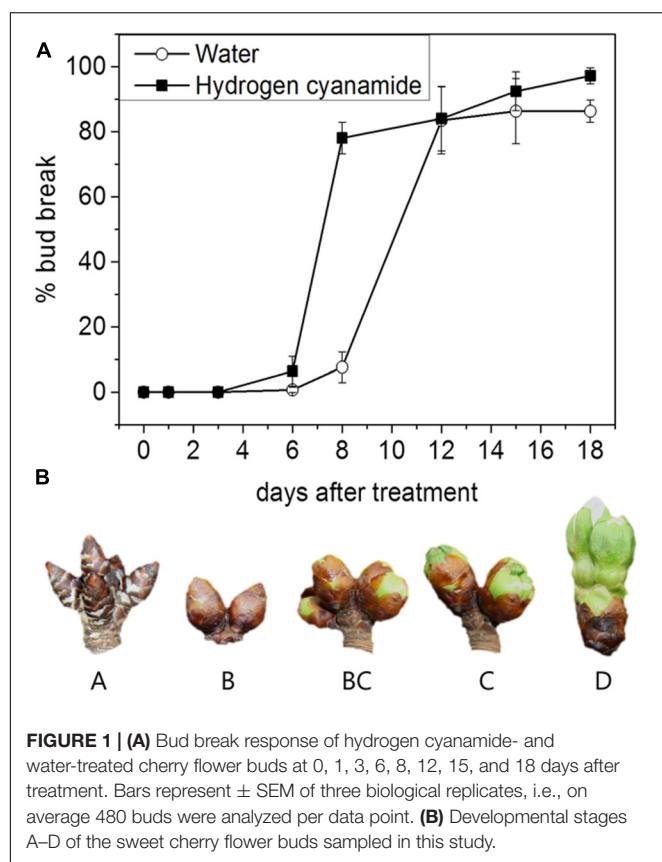 A
Water
Hydrogen cyanamide
100
80
60
40
20
0
% bud break
0 2 4 6 8 10 12 14 16 18
days after treatment
B
A B BC C D
FIGURE 1 | (A) Bud break response of hydrogen cyanamide- and
water-treated cherry flower buds at 0, 1, 3, 6, 8, 12, 15, and 18 days after
treatment. Bars represent ± SEM of three biological replicates, i.e., on
average 480 buds were analyzed per data point. (B) Developmental stages
A–D of the sweet cherry flower buds sampled in this study.